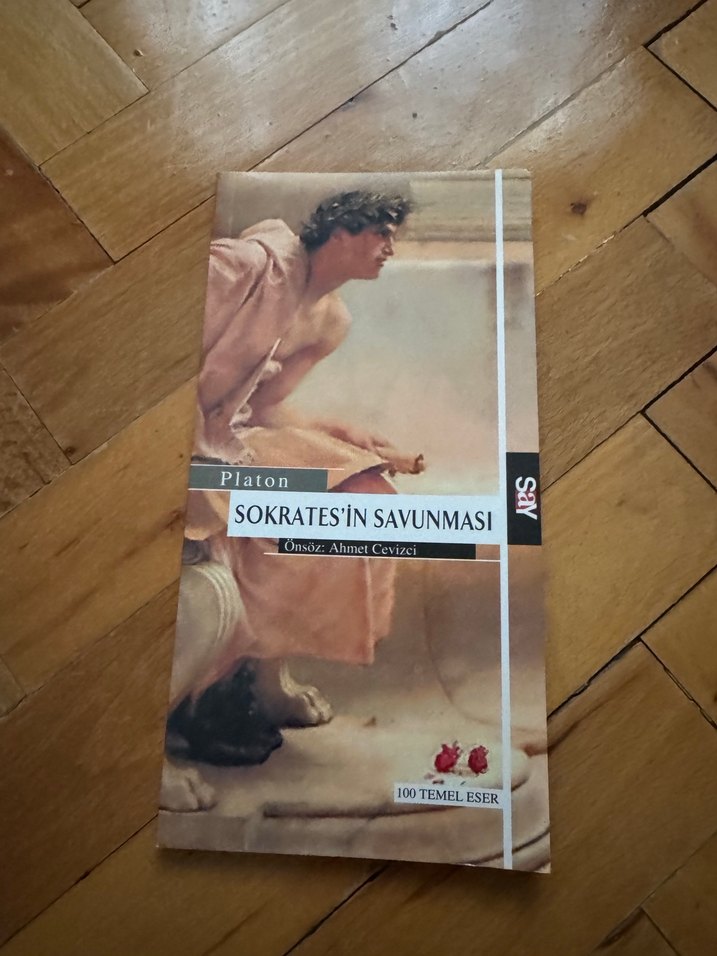 Platon
SOKRATES'İN SAVUNMASI
Önsöz: Ahmet Cevizci
Say
100 TEMEL ESER